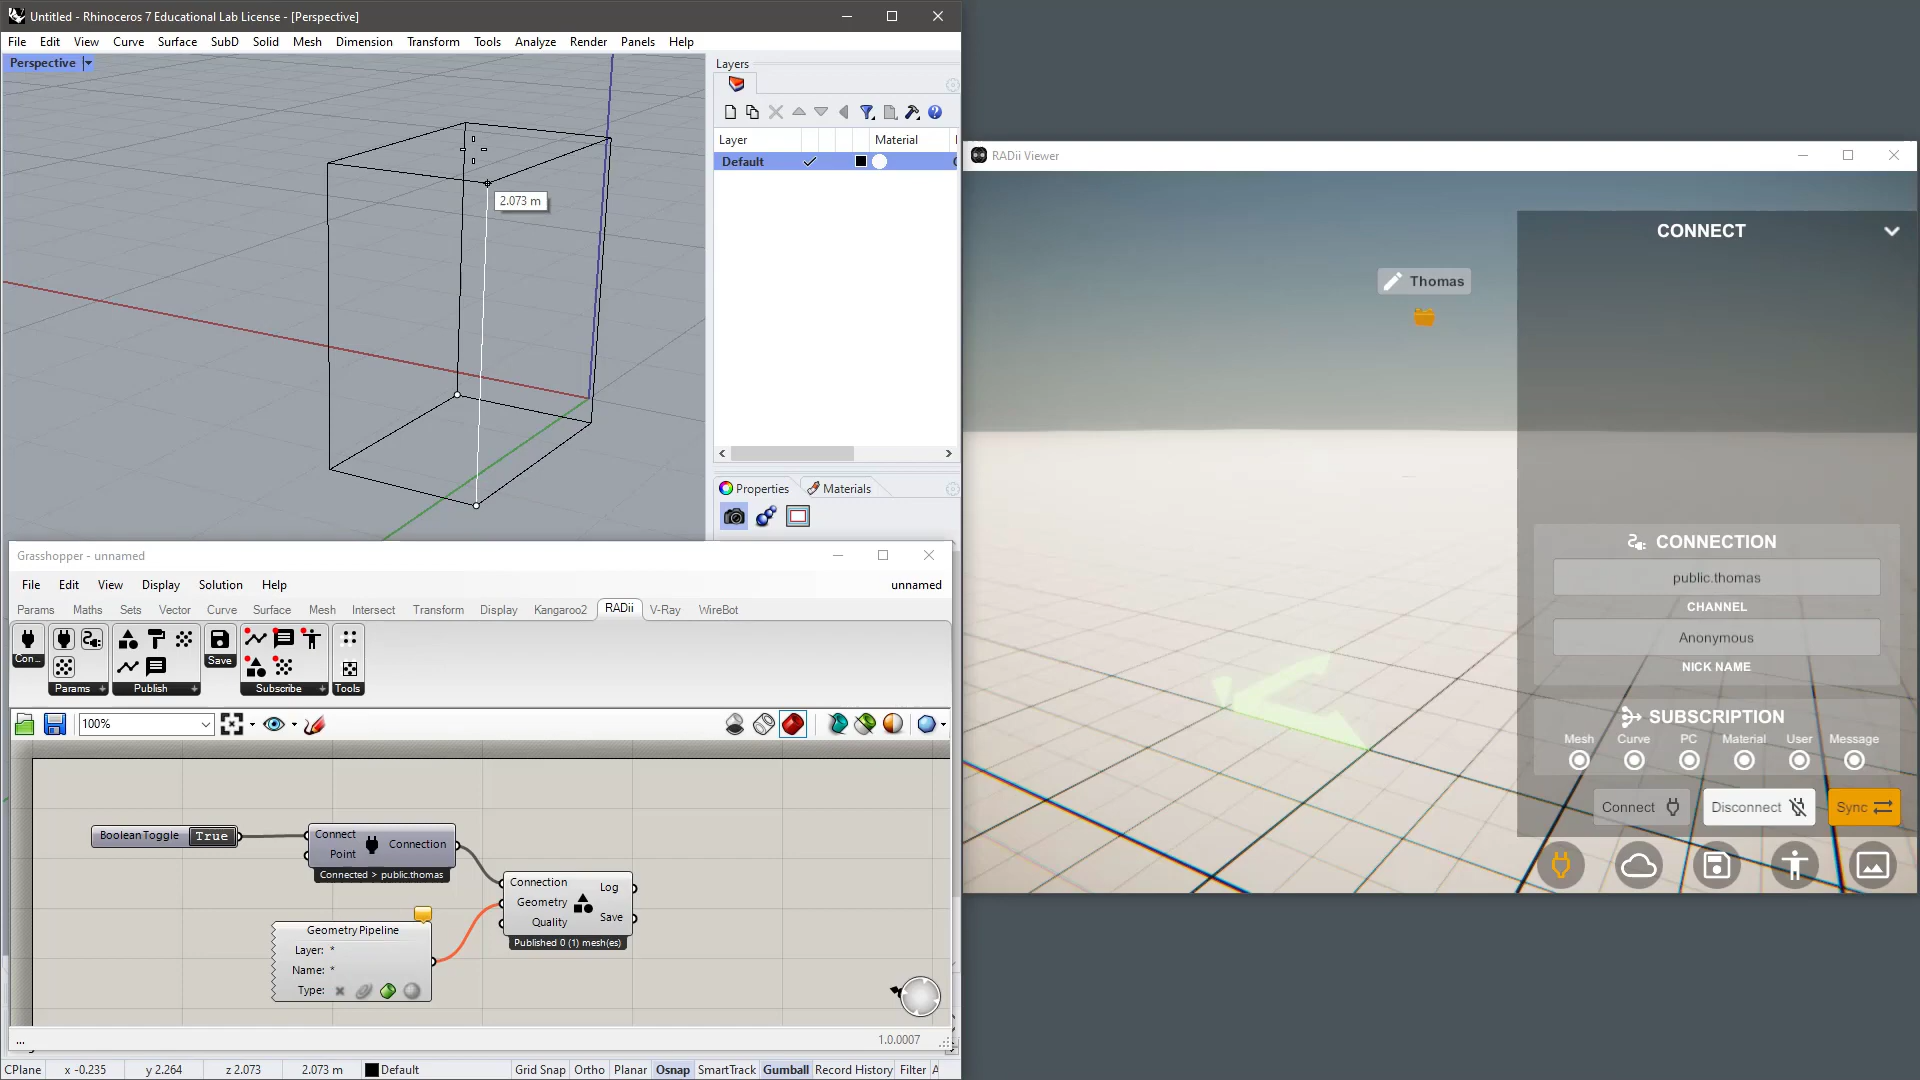 Untitled - Rhinoceros 7 Educational Lab License - [Perspective]
File Edit View Curve Surface SubD Solid Mesh Dimension Transform Tools Analyze Render Panels Help
Perspective
2.073 m
Layers
Layer Material
Default
Properties Materials
Grasshopper - unnamed
File Edit View Display Solution Help unnamed
Params Maths Sets Vector Curve Surface Mesh Intersect Transform Display Kangaroo2 RADii V-Ray WireBot
Con...
Save
Params Publish Subscribe Tools
100%
Boolean Toggle True
Connect Connection
Point
Connected > public.thomas
Connection Log
Geometry
Quality Save
Published 0 (1) mesh(es)
Geometry Pipeline
Layer: *
Name: *
Type:
... 1.0.0007
CPlane x -0.235 y 2.264 z 2.073 2.073 m Default Grid Snap Ortho Planar Osnap SmartTrack Gumball Record History Filter A
RADii Viewer
CONNECT
Thomas
CONNECTION
public.thomas
CHANNEL
Anonymous
NICK NAME
SUBSCRIPTION
Mesh Curve PC Material User Message
Connect Disconnect Sync